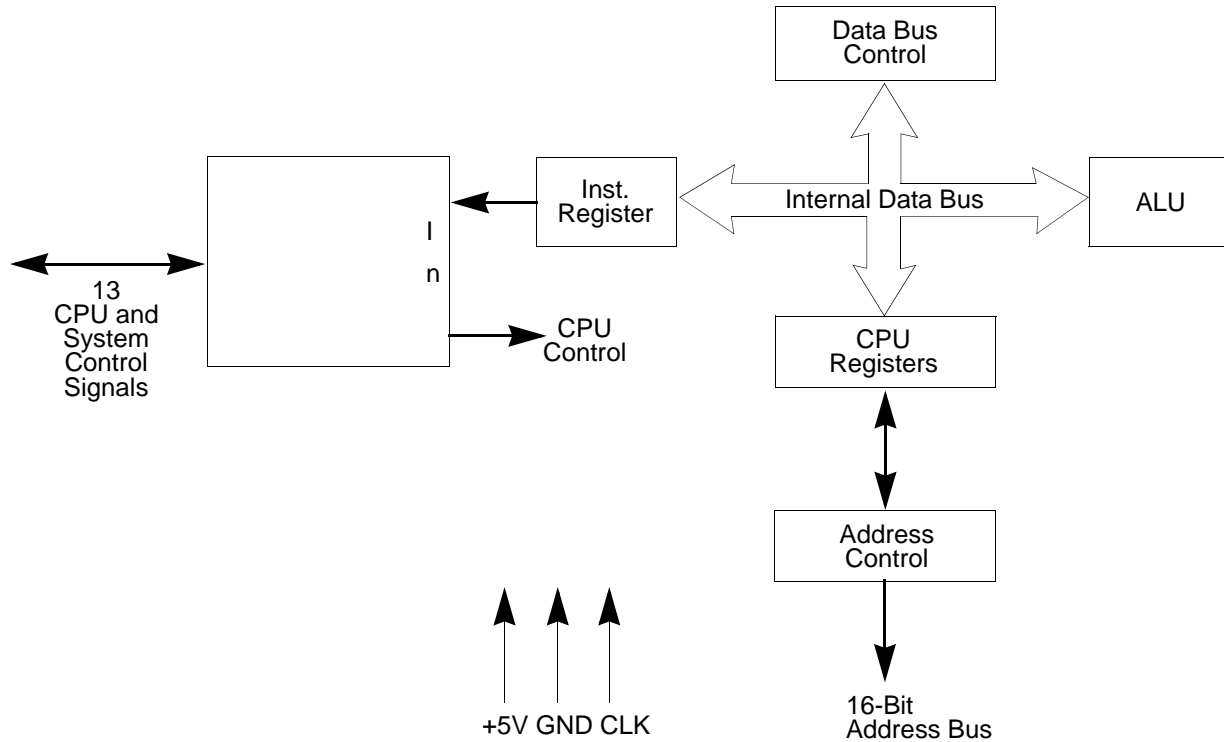 Data Bus
Control
Inst.
Register
Internal Data Bus
ALU
I
n
13
CPU and
System
Control
Signals
CPU
Control
CPU
Registers
Address
Control
+5V GND CLK
16-Bit
Address Bus